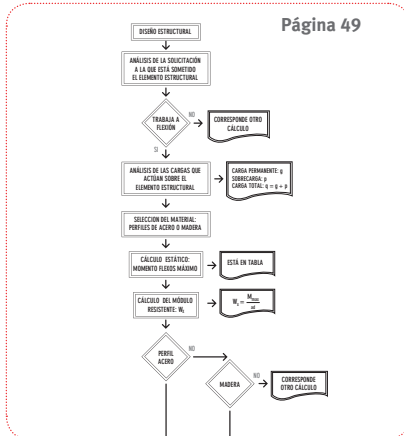 Página 49
DISEÑO ESTRUCTURAL
ANÁLISIS DE LA SOLICITACIÓN
A LA QUE ESTÁ SOMETIDO
EL ELEMENTO ESTRUCTURAL
TRABAJA A
FLEXIÓN
NO
CORRESPONDE OTRO
CÁLCULO
SI
ANÁLISIS DE LAS CARGAS QUE
ACTÚAN SOBRE EL
ELEMENTO ESTRUCTURAL
CARGA PERMANENTE: g
SOBRECARGA: p
CARGA TOTAL: q = g + p
SELECCION DEL MATERIAL:
PERFILES DE ACERO O MADERA
CÁLCULO ESTÁTICO:
MOMENTO FLEXOS MÁXIMO
ESTÁ EN TABLA
CÁLCULO DEL MÓDULO
RESISTENTE: W
W = M
PERFIL
ACERO
NO
MADERA
NO
CORRESPONDE
OTRO CÁLCULO